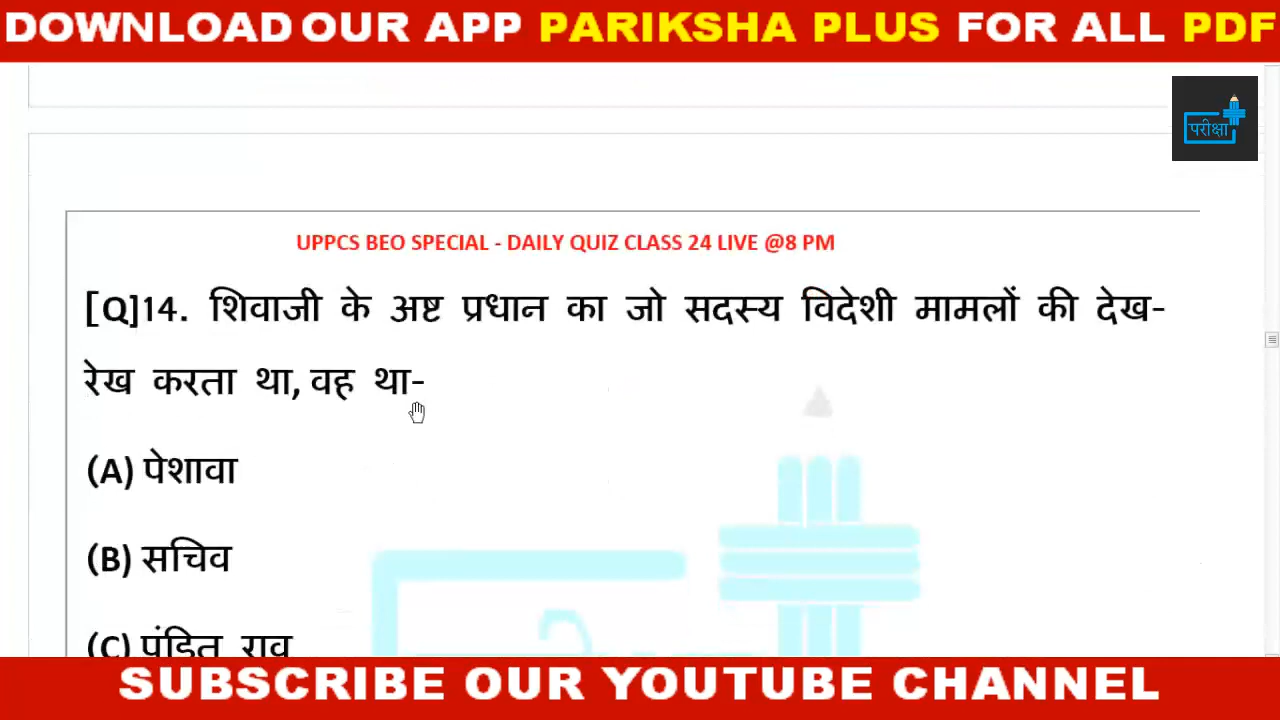 DOWNLOAD OUR APP PARIKSHA PLUS FOR ALL PDF
परीक्षा
UPPCS BEO SPECIAL - DAILY QUIZ CLASS 24 LIVE @8 PM
[Q]14. शिवाजी के अष्ट प्रधान का जो सदस्य विदेशी मामलों की देख-
रेख करता था, वह था-
(A) पेशावा
(B) सचिव
(C) पंडित राव
SUBSCRIBE OUR YOUTUBE CHANNEL